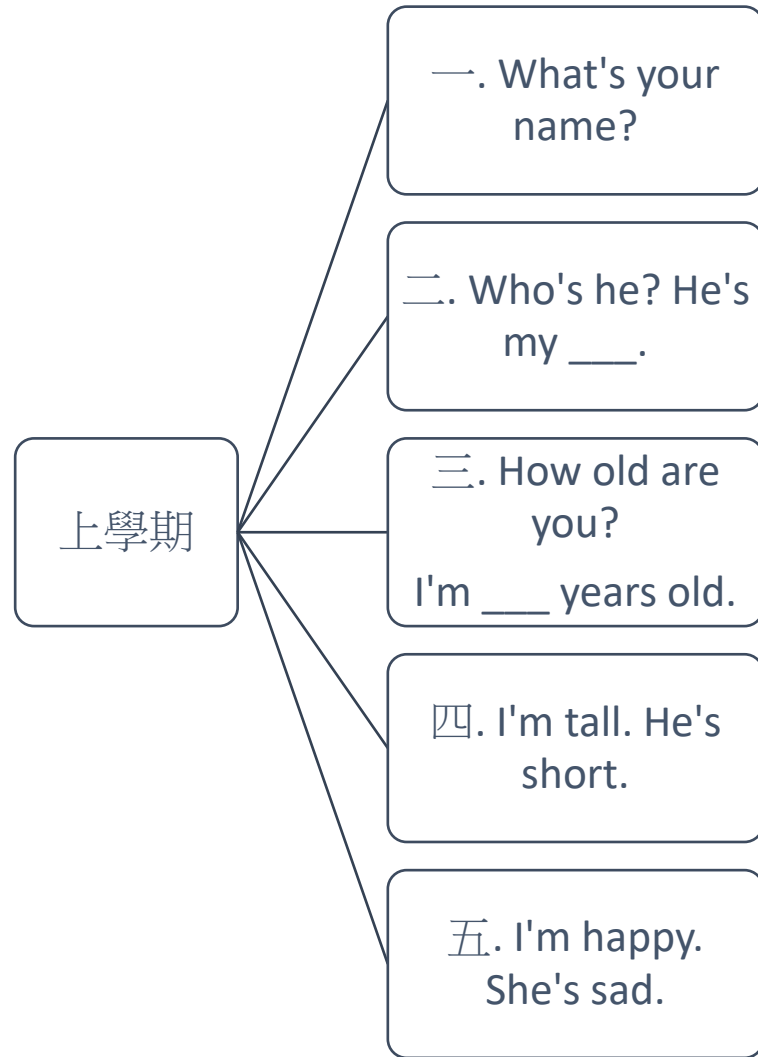 上學期
一. What's your
name?
二. Who's he? He's
my ___.
三. How old are
you?
I'm ___ years old.
四. I'm tall. He's
short.
五. I'm happy.
She's sad.